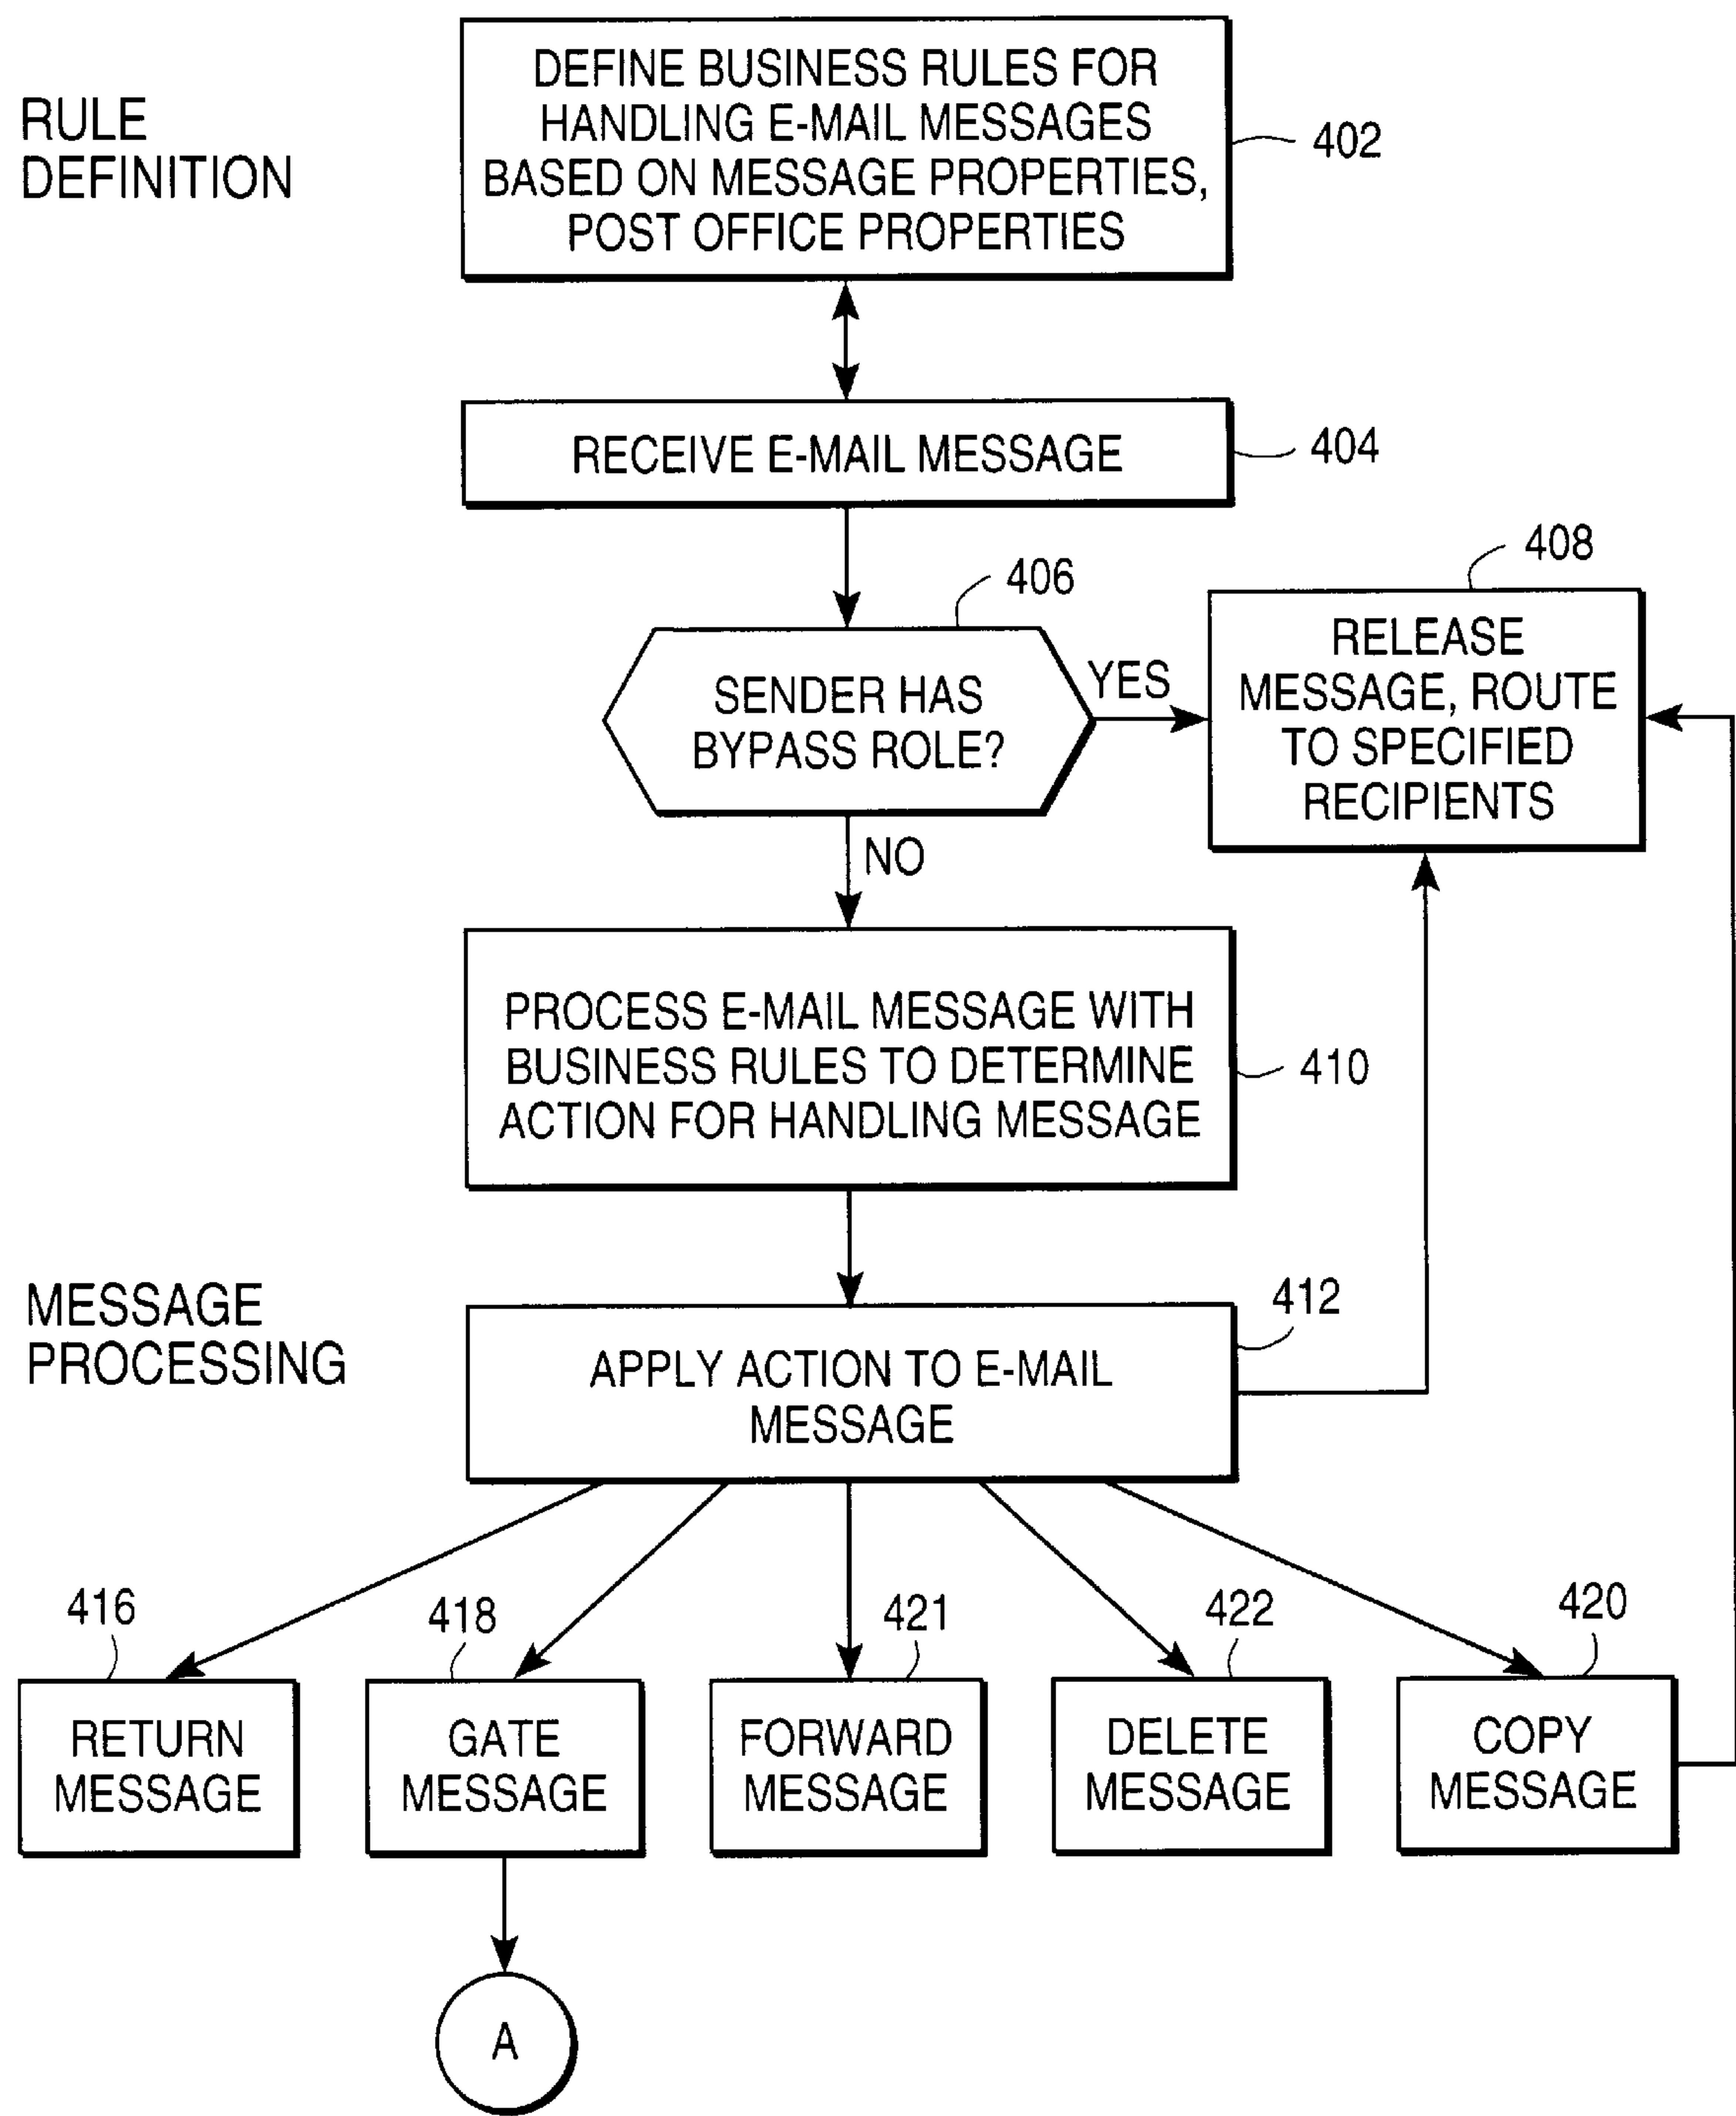 RULE
DEFINITION
DEFINE BUSINESS RULES FOR
HANDLING E-MAIL MESSAGES
BASED ON MESSAGE PROPERTIES,
POST OFFICE PROPERTIES
402
RECEIVE E-MAIL MESSAGE
404
406
SENDER HAS
BYPASS ROLE?
YES
NO
408
RELEASE
MESSAGE, ROUTE
TO SPECIFIED
RECIPIENTS
PROCESS E-MAIL MESSAGE WITH
BUSINESS RULES TO DETERMINE
ACTION FOR HANDLING MESSAGE
410
MESSAGE
PROCESSING
412
APPLY ACTION TO E-MAIL
MESSAGE
416
RETURN
MESSAGE
418
GATE
MESSAGE
421
FORWARD
MESSAGE
422
DELETE
MESSAGE
420
COPY
MESSAGE
A